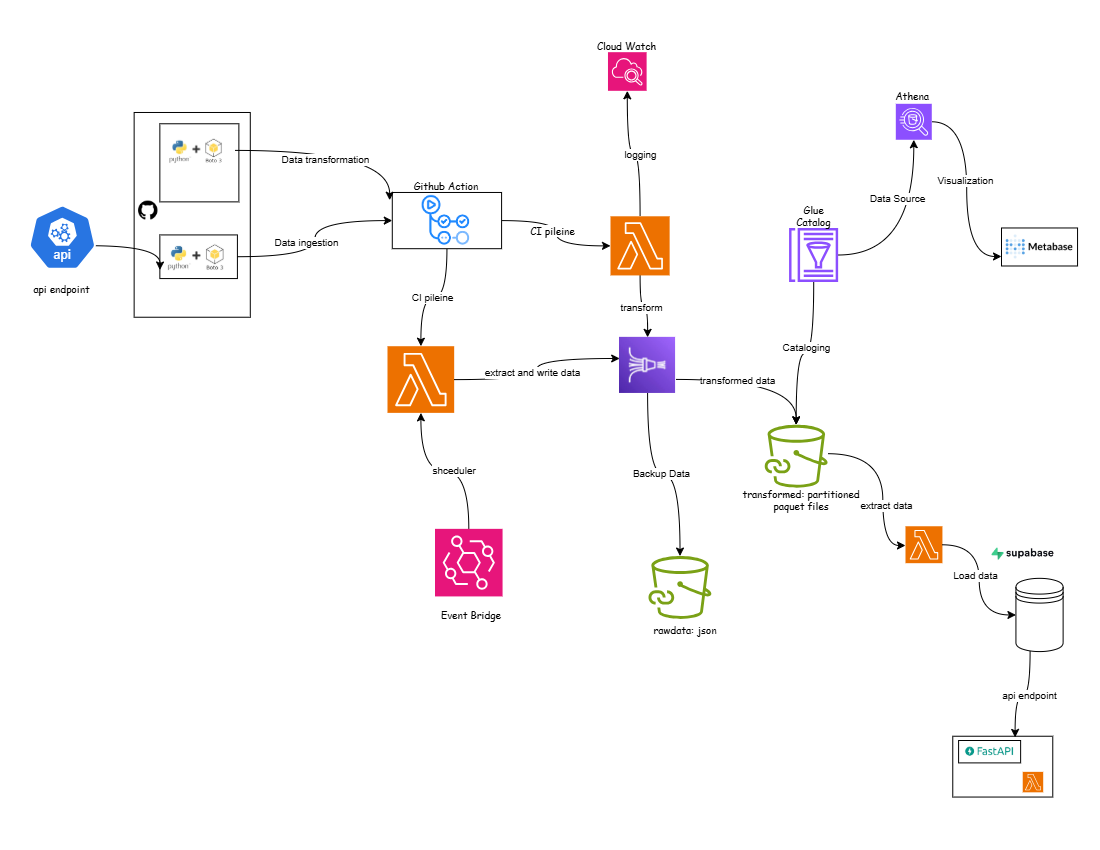 Cloud Watch
Athena
python
+
Boto 3
Data transformation
logging
Github Action
Visualization
Data Source
Glue
Catalog
CI pileine
Data ingestion
python
+
Boto 3
Metabase
api
api endpoint
CI pileine
transform
Cataloging
extract and write data
transformed data
shceduler
Backup Data
transformed: partitioned
paquet files
extract data
supabase
Load data
Event Bridge
rawdata: json
api endpoint
FastAPI